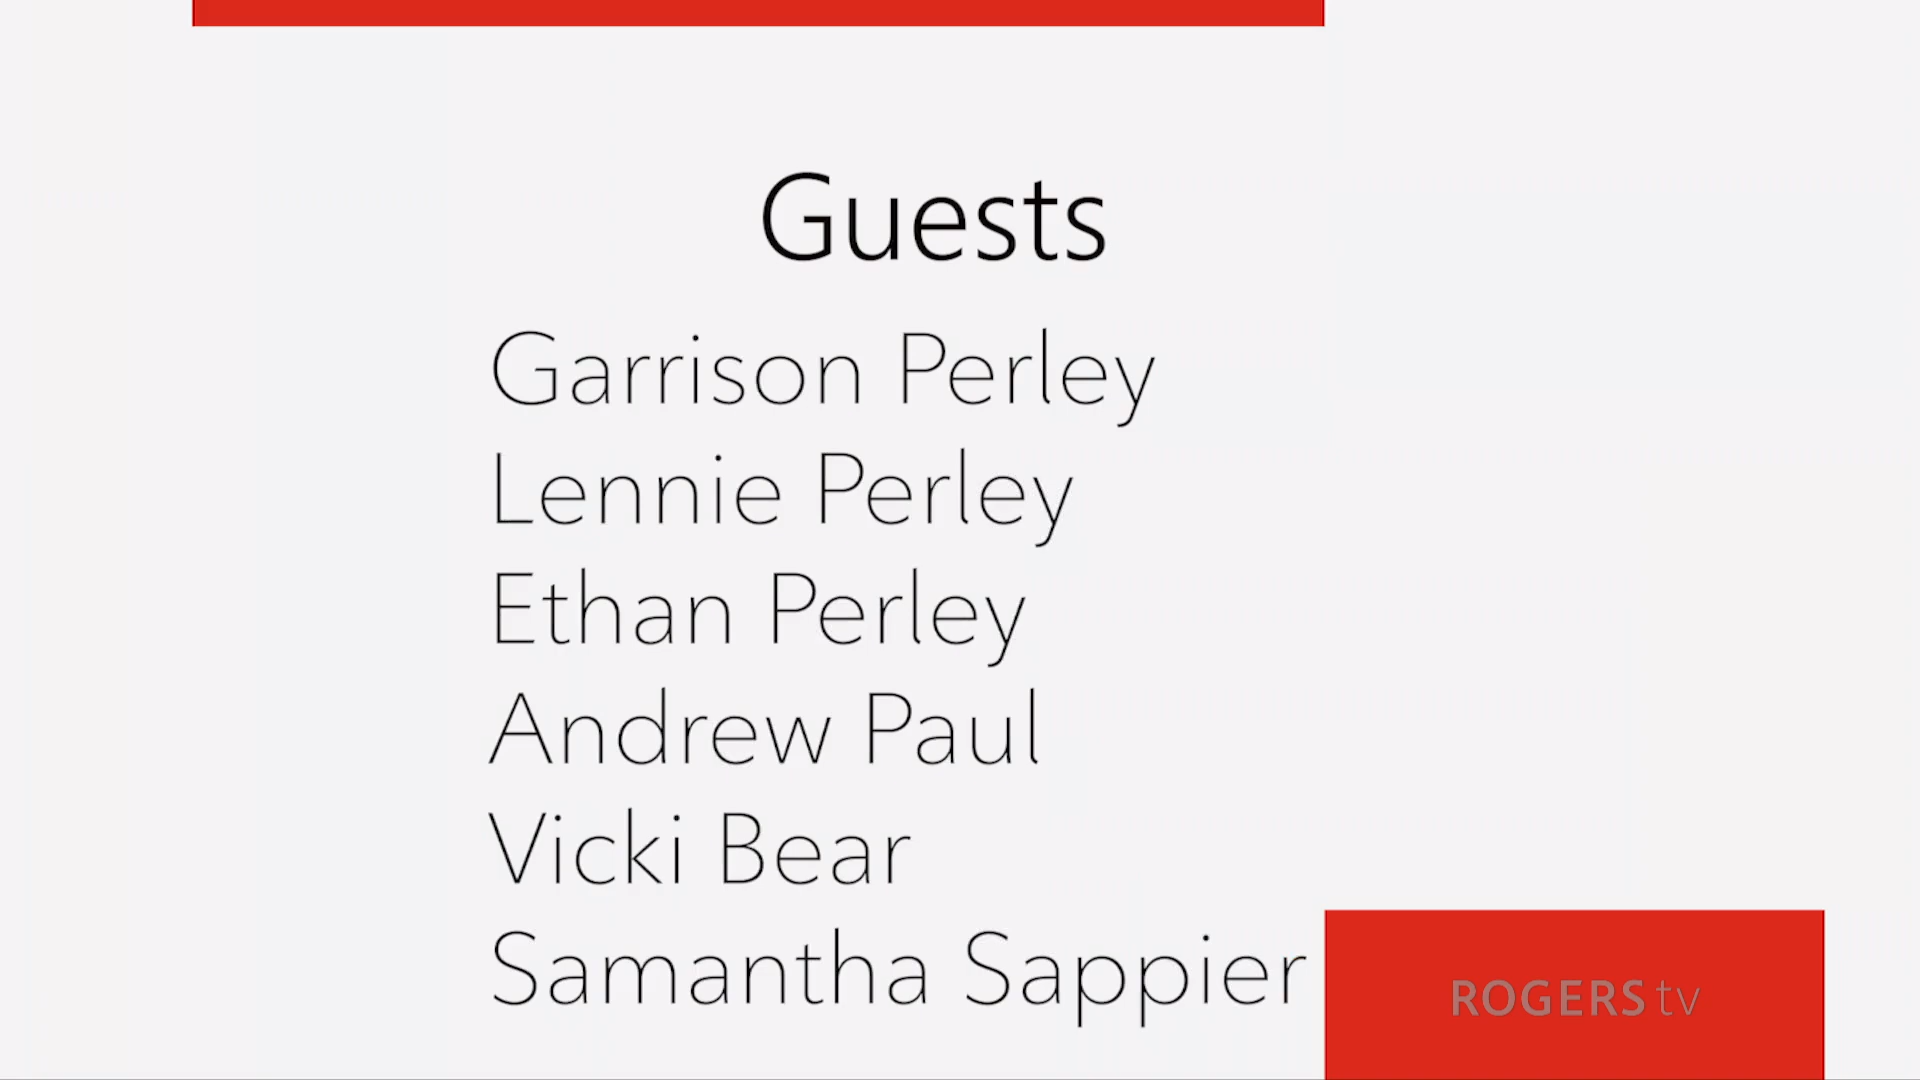 Guests
Garrison Perley
Lennie Perley
Ethan Perley
Andrew Paul
Vicki Bear
Samantha Sappier
ROGERS tv